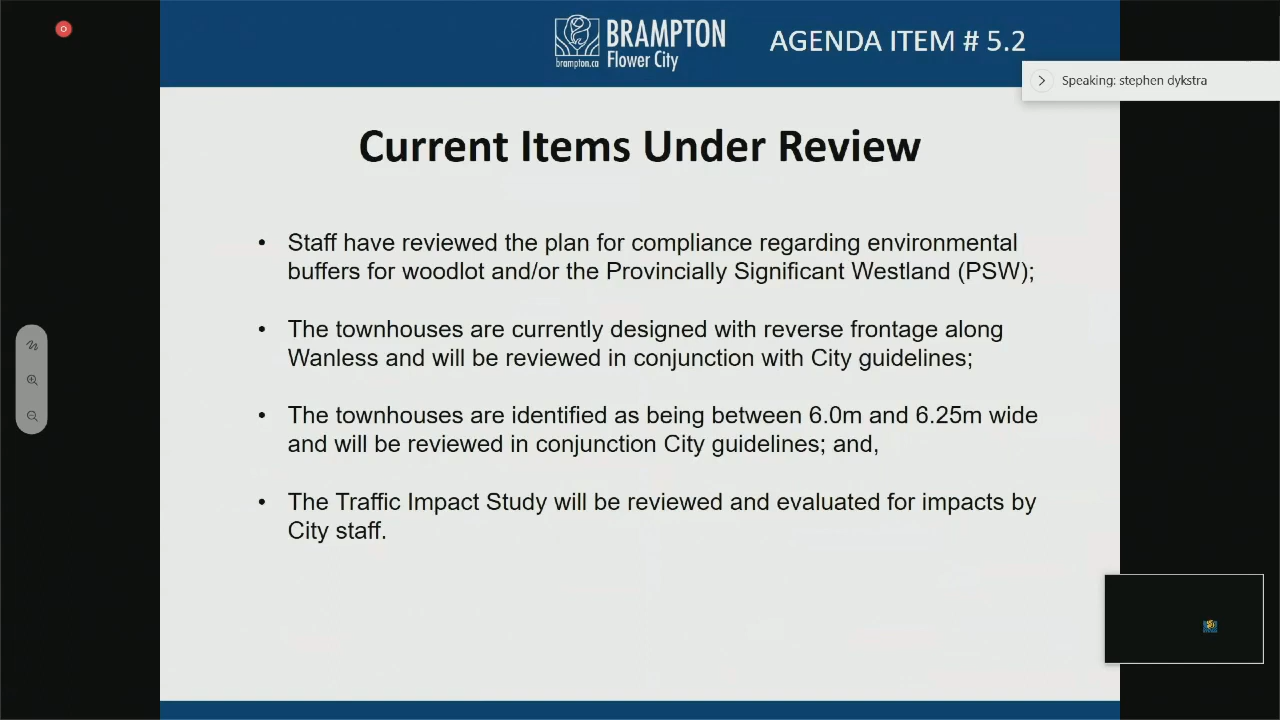 BRAMPTON
brampton.ca Flower City
AGENDA ITEM # 5.2
Speaking: stephen dykstra
Current Items Under Review
• Staff have reviewed the plan for compliance regarding environmental
buffers for woodlot and/or the Provincially Significant Westland (PSW);
• The townhouses are currently designed with reverse frontage along
Wanless and will be reviewed in conjunction with City guidelines;
• The townhouses are identified as being between 6.0m and 6.25m wide
and will be reviewed in conjunction City guidelines; and,
• The Traffic Impact Study will be reviewed and evaluated for impacts by
City staff.